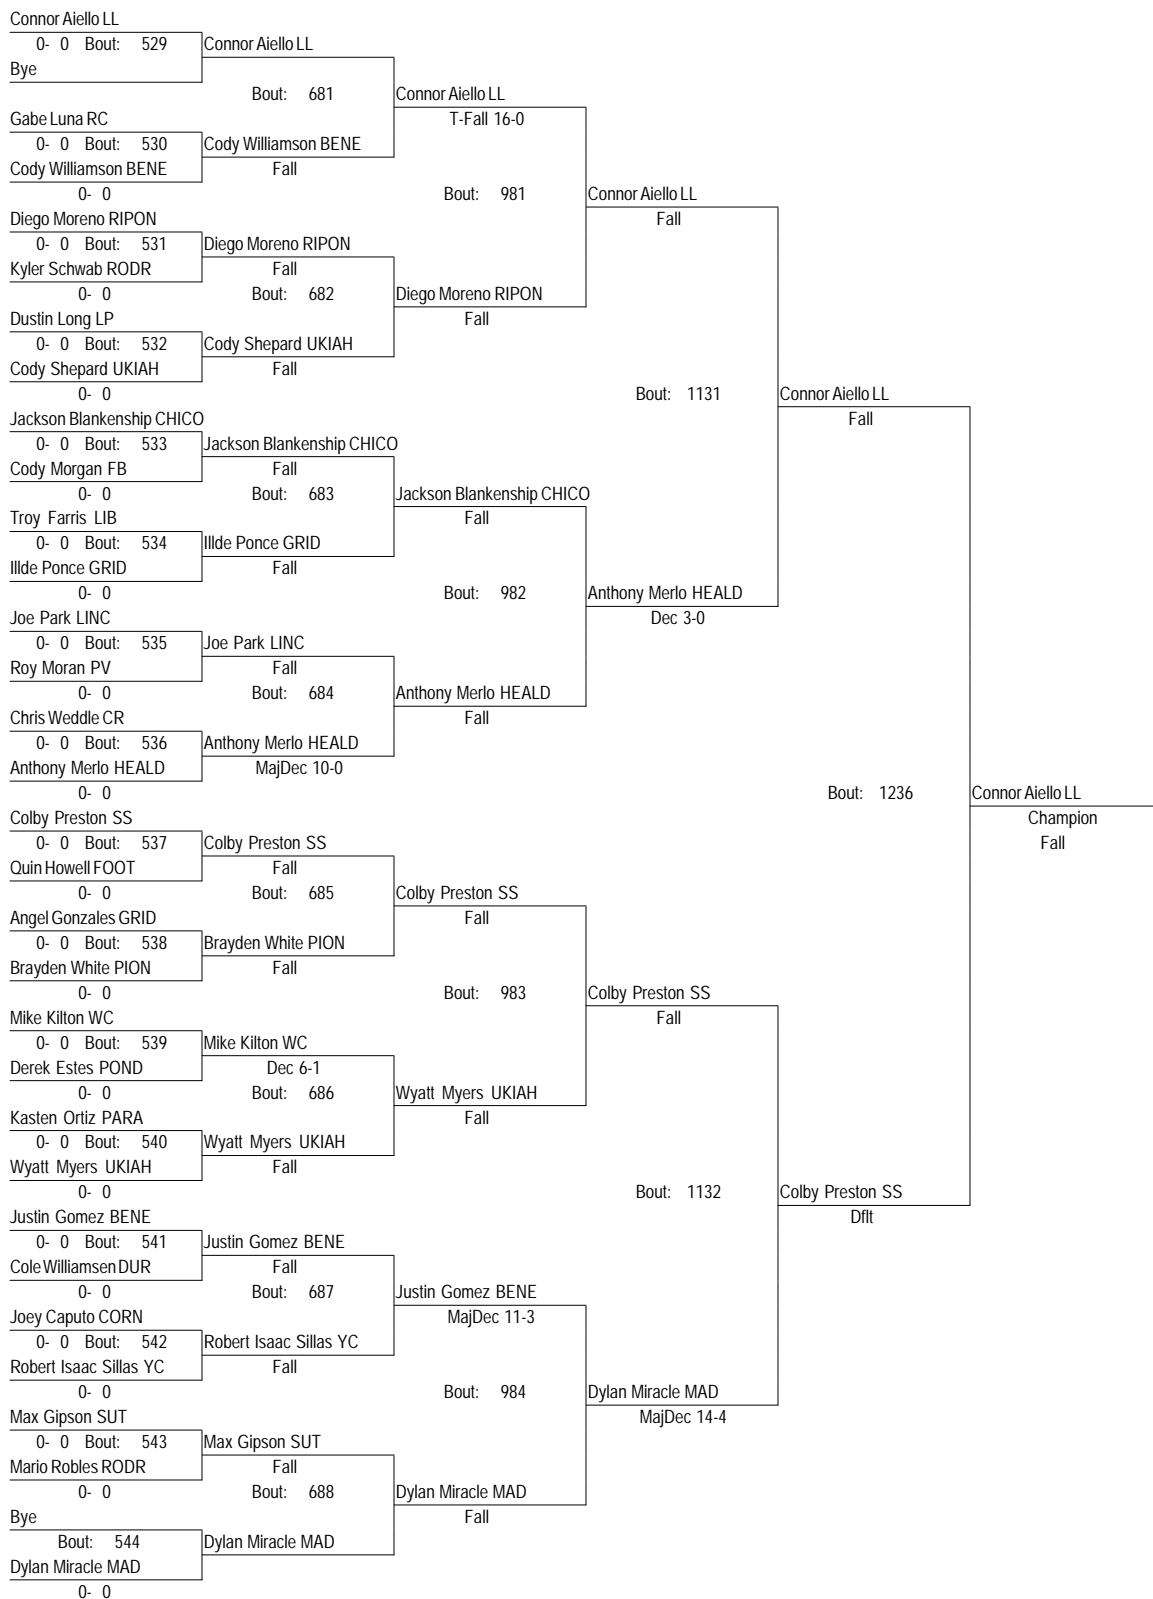 Connor Aiello LL
0- 0 Bout: 529 Connor Aiello LL
Bye
Bout: 681 Connor Aiello LL
Gabe Luna RC T-Fall 16-0
0- 0 Bout: 530 Cody Williamson BENE
Cody Williamson BENE Fall
0- 0 Bout: 981 Connor Aiello LL
Diego Moreno RIPON Fall
0- 0 Bout: 531 Diego Moreno RIPON
Kyler Schwab RODR Fall
0- 0 Bout: 682 Diego Moreno RIPON
Dustin Long LP Fall
0- 0 Bout: 532 Cody Shepard UKIAH
Cody Shepard UKIAH Fall
0- 0 Bout: 1131 Connor Aiello LL
Jackson Blankenship CHICO Fall
0- 0 Bout: 533 Jackson Blankenship CHICO
Cody Morgan FB Fall
0- 0 Bout: 683 Jackson Blankenship CHICO
Troy Farris LIB Fall
0- 0 Bout: 534 Illde Ponce GRID
Illde Ponce GRID Fall
0- 0 Bout: 982 Anthony Merlo HEALD
Joe Park LINC Dec 3-0
0- 0 Bout: 535 Joe Park LINC
Roy Moran PV Fall
0- 0 Bout: 684 Anthony Merlo HEALD
Chris Weddle CR Fall
0- 0 Bout: 536 Anthony Merlo HEALD
Anthony Merlo HEALD MajDec 10-0
0- 0 Bout: 1236 Connor Aiello LL
Colby Preston SS Champion
0- 0 Bout: 537 Colby Preston SS Fall
Quin Howell FOOT Fall
0- 0 Bout: 685 Colby Preston SS
Angel Gonzales GRID Fall
0- 0 Bout: 538 Brayden White PION
Brayden White PION Fall
0- 0 Bout: 983 Colby Preston SS
Mike Kilton WC Fall
0- 0 Bout: 539 Mike Kilton WC
Derek Estes POND Dec 6-1
0- 0 Bout: 686 Wyatt Myers UKIAH
Kasten Ortiz PARA Fall
0- 0 Bout: 540 Wyatt Myers UKIAH
Wyatt Myers UKIAH Fall
0- 0 Bout: 1132 Colby Preston SS
Justin Gomez BENE Dflt
0- 0 Bout: 541 Justin Gomez BENE
Cole Williamsen DUR Fall
0- 0 Bout: 687 Justin Gomez BENE
Joey Caputo CORN MajDec 11-3
0- 0 Bout: 542 Robert Isaac Sillas YC
Robert Isaac Sillas YC Fall
0- 0 Bout: 984 Dylan Miracle MAD
Max Gipson SUT MajDec 14-4
0- 0 Bout: 543 Max Gipson SUT
Mario Robles RODR Fall
0- 0 Bout: 688 Dylan Miracle MAD
Bye Fall
Bout: 544 Dylan Miracle MAD
Dylan Miracle MAD
0- 0